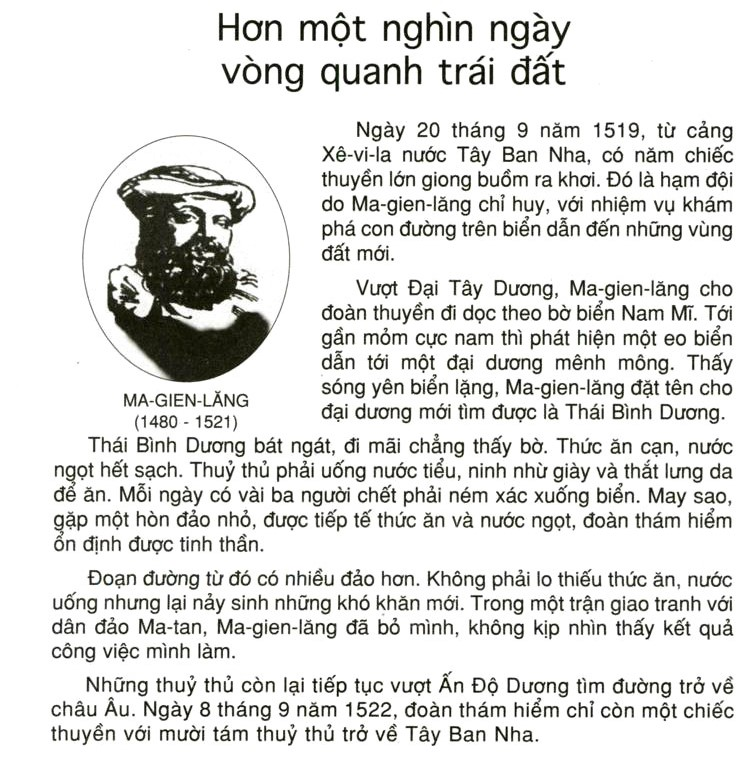 Hơn một nghìn ngày
vòng quanh trái đất
Ngày 20 tháng 9 năm 1519, từ cảng
Xê-vi-la nước Tây Ban Nha, có năm chiếc
thuyền lớn giong buồm ra khơi. Đó là hạm đội
do Ma-gien-lăng chỉ huy, với nhiệm vụ khám
phá con đường trên biển dẫn đến những vùng
đất mới.
Vượt Đại Tây Dương, Ma-gien-lăng cho
đoàn thuyền đi dọc theo bờ biển Nam Mĩ. Tới
gần mỏm cực nam thì phát hiện một eo biển
dẫn tới một đại dương mênh mông. Thấy
sóng yên biển lặng, Ma-gien-lăng đặt tên cho
đại dương mới tìm được là Thái Bình Dương.
MA-GIEN-LĂNG
(1480 - 1521)
Thái Bình Dương bát ngát, đi mãi chẳng thấy bờ. Thức ăn cạn, nước
ngọt hết sạch. Thuỷ thủ phải uống nước tiểu, ninh nhừ giày và thắt lưng da
để ăn. Mỗi ngày có vài ba người chết phải ném xác xuống biển. May sao,
gặp một hòn đảo nhỏ, được tiếp tế thức ăn và nước ngọt, đoàn thám hiểm
ổn định được tinh thần.
Đoạn đường từ đó có nhiều đảo hơn. Không phải lo thiếu thức ăn, nước
uống nhưng lại nảy sinh những khó khăn mới. Trong một trận giao tranh với
dân đảo Ma-tan, Ma-gien-lăng đã bỏ mình, không kịp nhìn thấy kết quả
công việc mình làm.
Những thuỷ thủ còn lại tiếp tục vượt Ấn Độ Dương tìm đường trở về
châu Âu. Ngày 8 tháng 9 năm 1522, đoàn thám hiểm chỉ còn một chiếc
thuyền với mười tám thuỷ thủ trở về Tây Ban Nha.